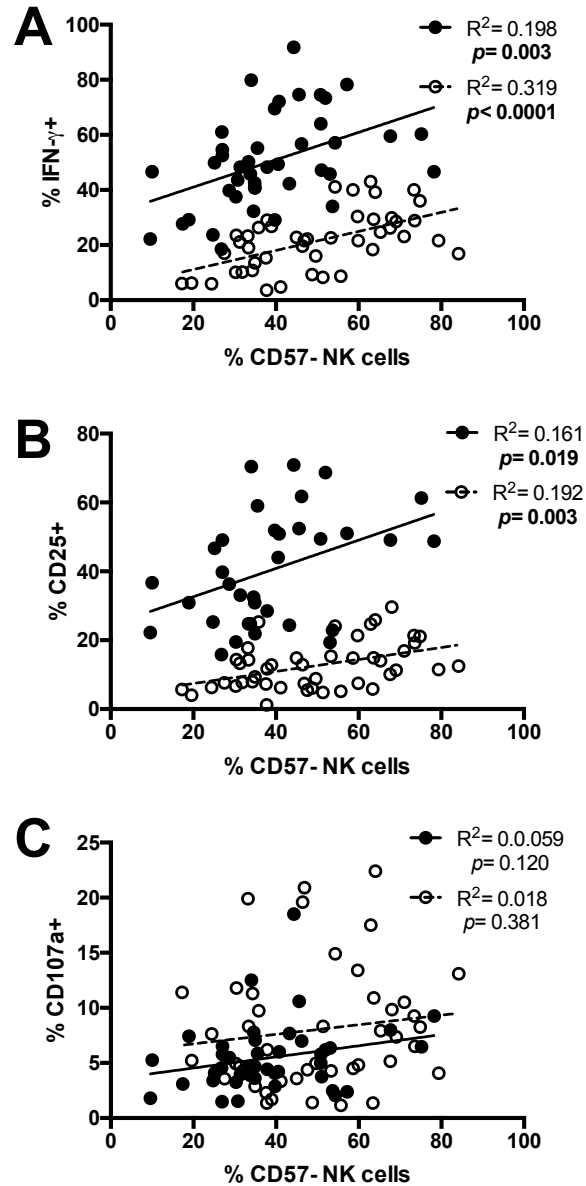 A
R²= 0.198
p= 0.003
R²= 0.319
p< 0.0001
% IFN-γ+
100
80
60
40
20
0
0 20 40 60 80 100
% CD57- NK cells
B
R²= 0.161
p= 0.019
R²= 0.192
p= 0.003
% CD25+
80
60
40
20
0
0 20 40 60 80 100
% CD57- NK cells
C
R²= 0.0.059
p= 0.120
R²= 0.018
p= 0.381
% CD107a+
25
20
15
10
5
0
0 20 40 60 80 100
% CD57- NK cells